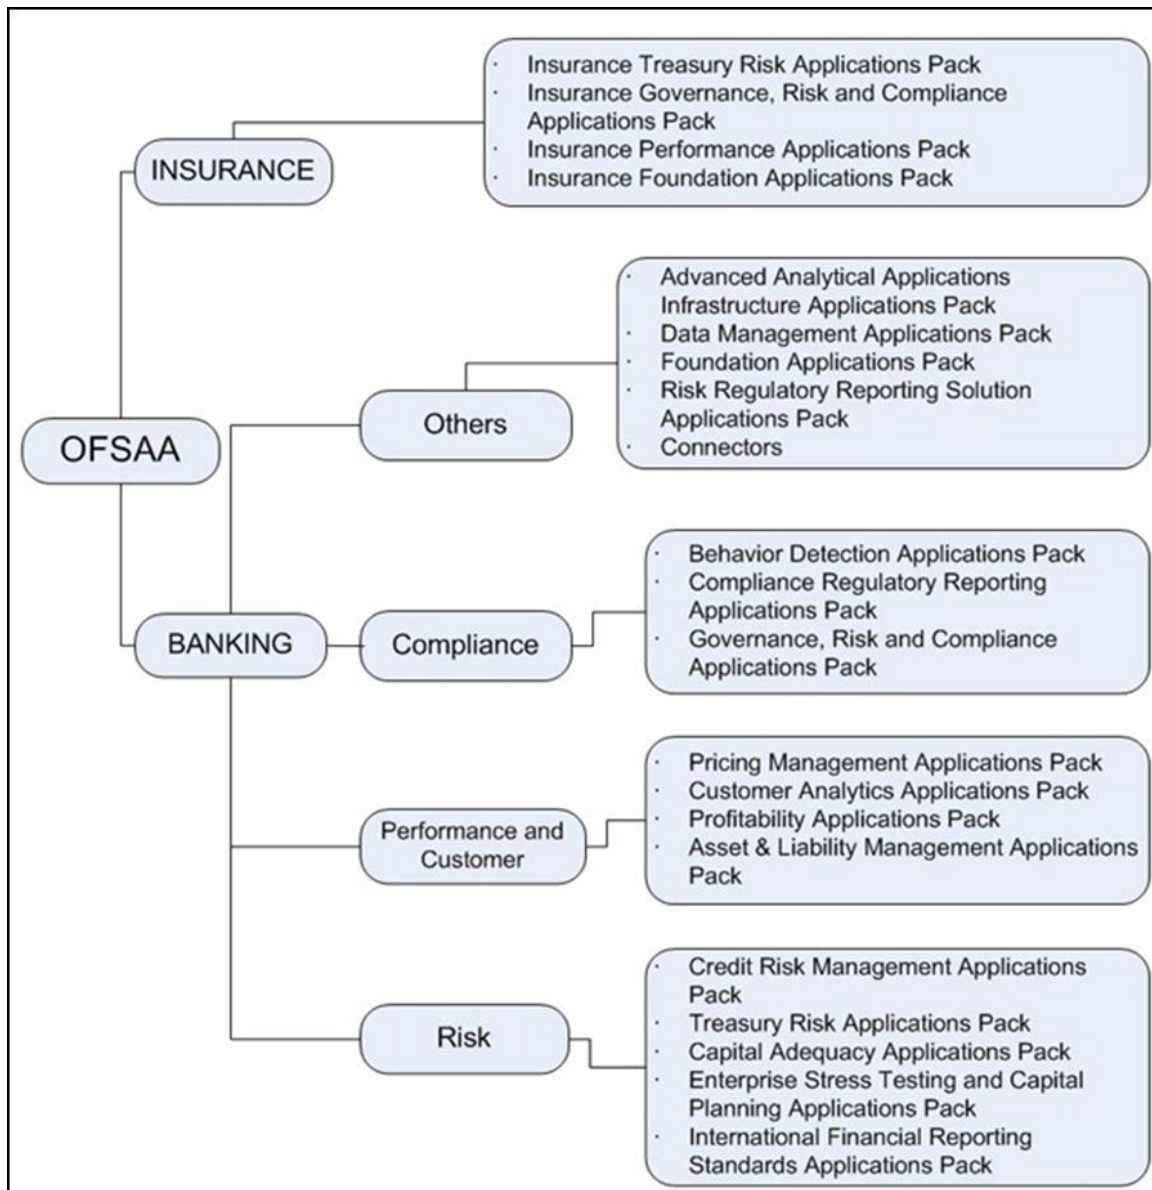 · Insurance Treasury Risk Applications Pack
· Insurance Governance, Risk and Compliance
Applications Pack
· Insurance Performance Applications Pack
· Insurance Foundation Applications Pack
INSURANCE
· Advanced Analytical Applications
Infrastructure Applications Pack
· Data Management Applications Pack
· Foundation Applications Pack
· Risk Regulatory Reporting Solution
Applications Pack
· Connectors
Others
OFSAA
· Behavior Detection Applications Pack
· Compliance Regulatory Reporting
Applications Pack
· Governance, Risk and Compliance
Applications Pack
BANKING
Compliance
· Pricing Management Applications Pack
· Customer Analytics Applications Pack
· Profitability Applications Pack
· Asset & Liability Management Applications
Pack
Performance and
Customer
· Credit Risk Management Applications
Pack
· Treasury Risk Applications Pack
· Capital Adequacy Applications Pack
· Enterprise Stress Testing and Capital
Planning Applications Pack
· International Financial Reporting
Standards Applications Pack
Risk